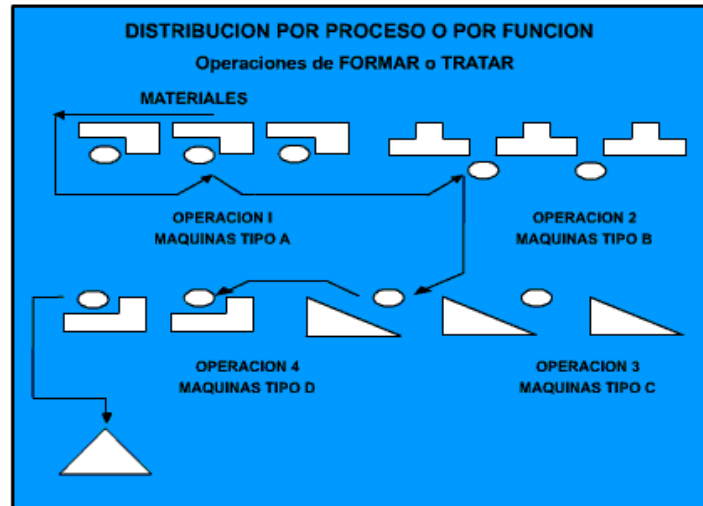 DISTRIBUCION POR PROCESO O POR FUNCION
Operaciones de FORMAR o TRATAR
MATERIALES
OPERACION I
MAQUINAS TIPO A
OPERACION 2
MAQUINAS TIPO B
OPERACION 4
MAQUINAS TIPO D
OPERACION 3
MAQUINAS TIPO C